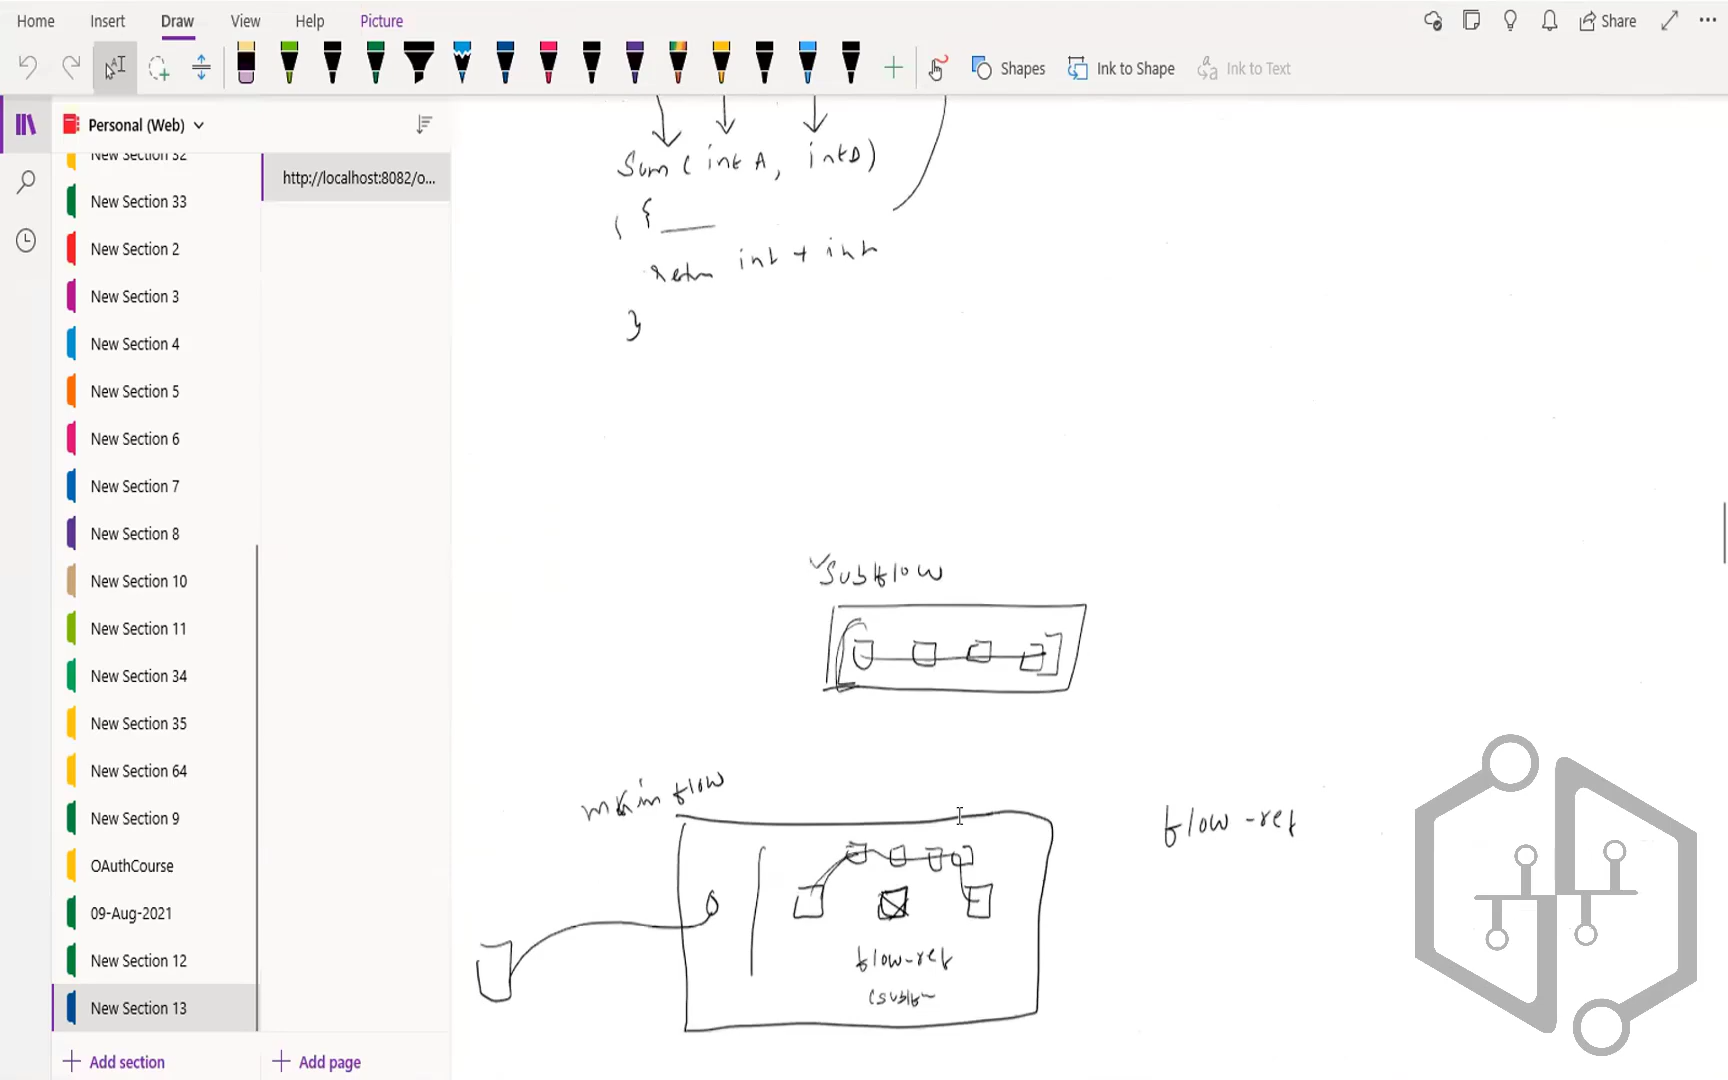 Home Insert Draw View Help Picture Share
Shapes Ink to Shape Ink to Text
Personal (Web)
New Section 32
New Section 33
New Section 2
New Section 3
New Section 4
New Section 5
New Section 6
New Section 7
New Section 8
New Section 10
New Section 11
New Section 34
New Section 35
New Section 64
New Section 9
OAuthCourse
09-Aug-2021
New Section 12
New Section 13
Add section
http://localhost:8082/o...
Add page
Sum ( int A, int B)
{
return int + int
}
Subflow
main flow
flow-ref
flow-ref